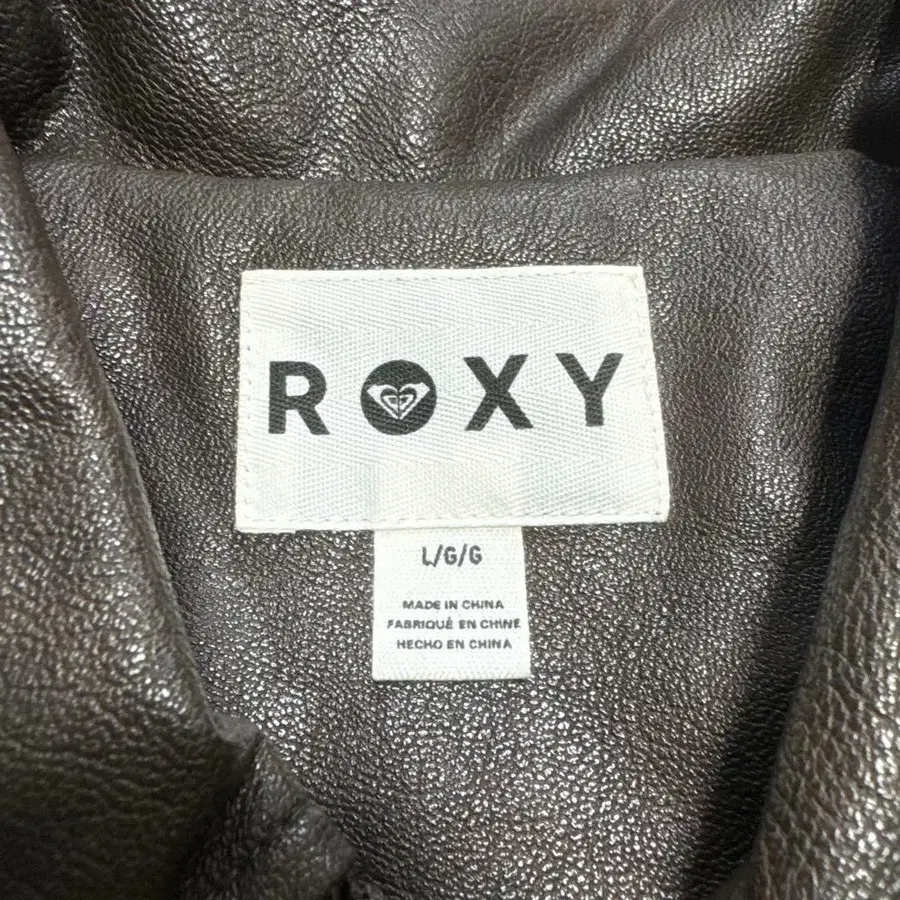 ROXY
L/G/G
MADE IN CHINA
FABRIQUÉ EN CHINE
HECHO EN CHINA